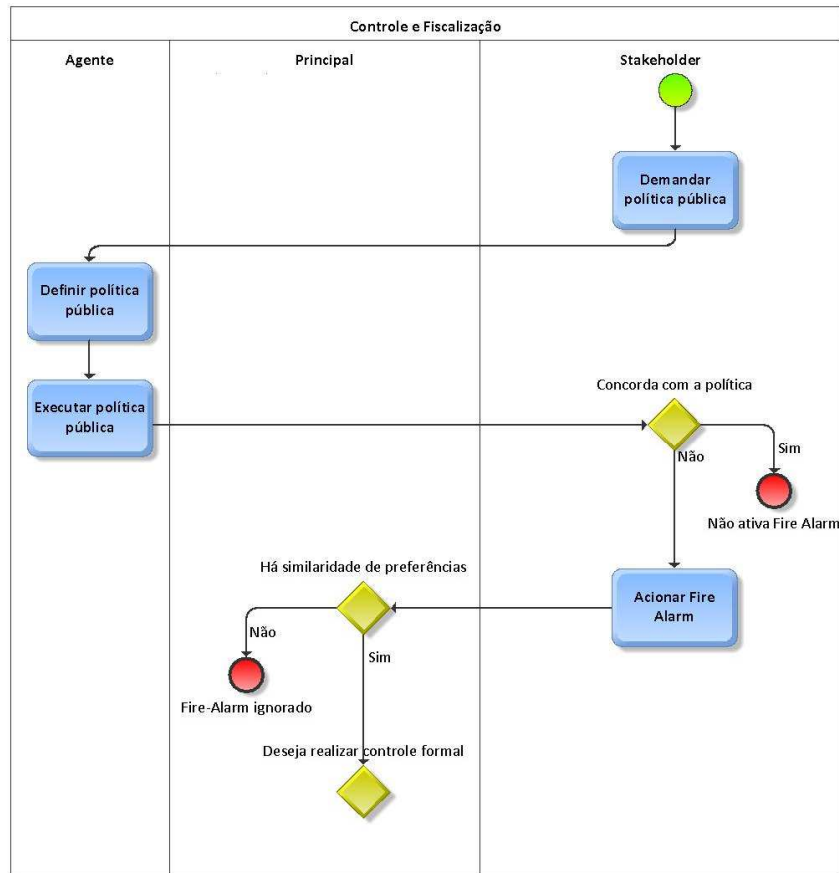 Controle e Fiscalização
Agente
Principal
Stakeholder
Demandar
política pública
Definir política
pública
Executar política
pública
Concorda com a política
Sim
Não
Não ativa Fire Alarm
Acionar Fire
Alarm
Há similaridade de preferências
Não
Sim
Fire-Alarm ignorado
Deseja realizar controle formal